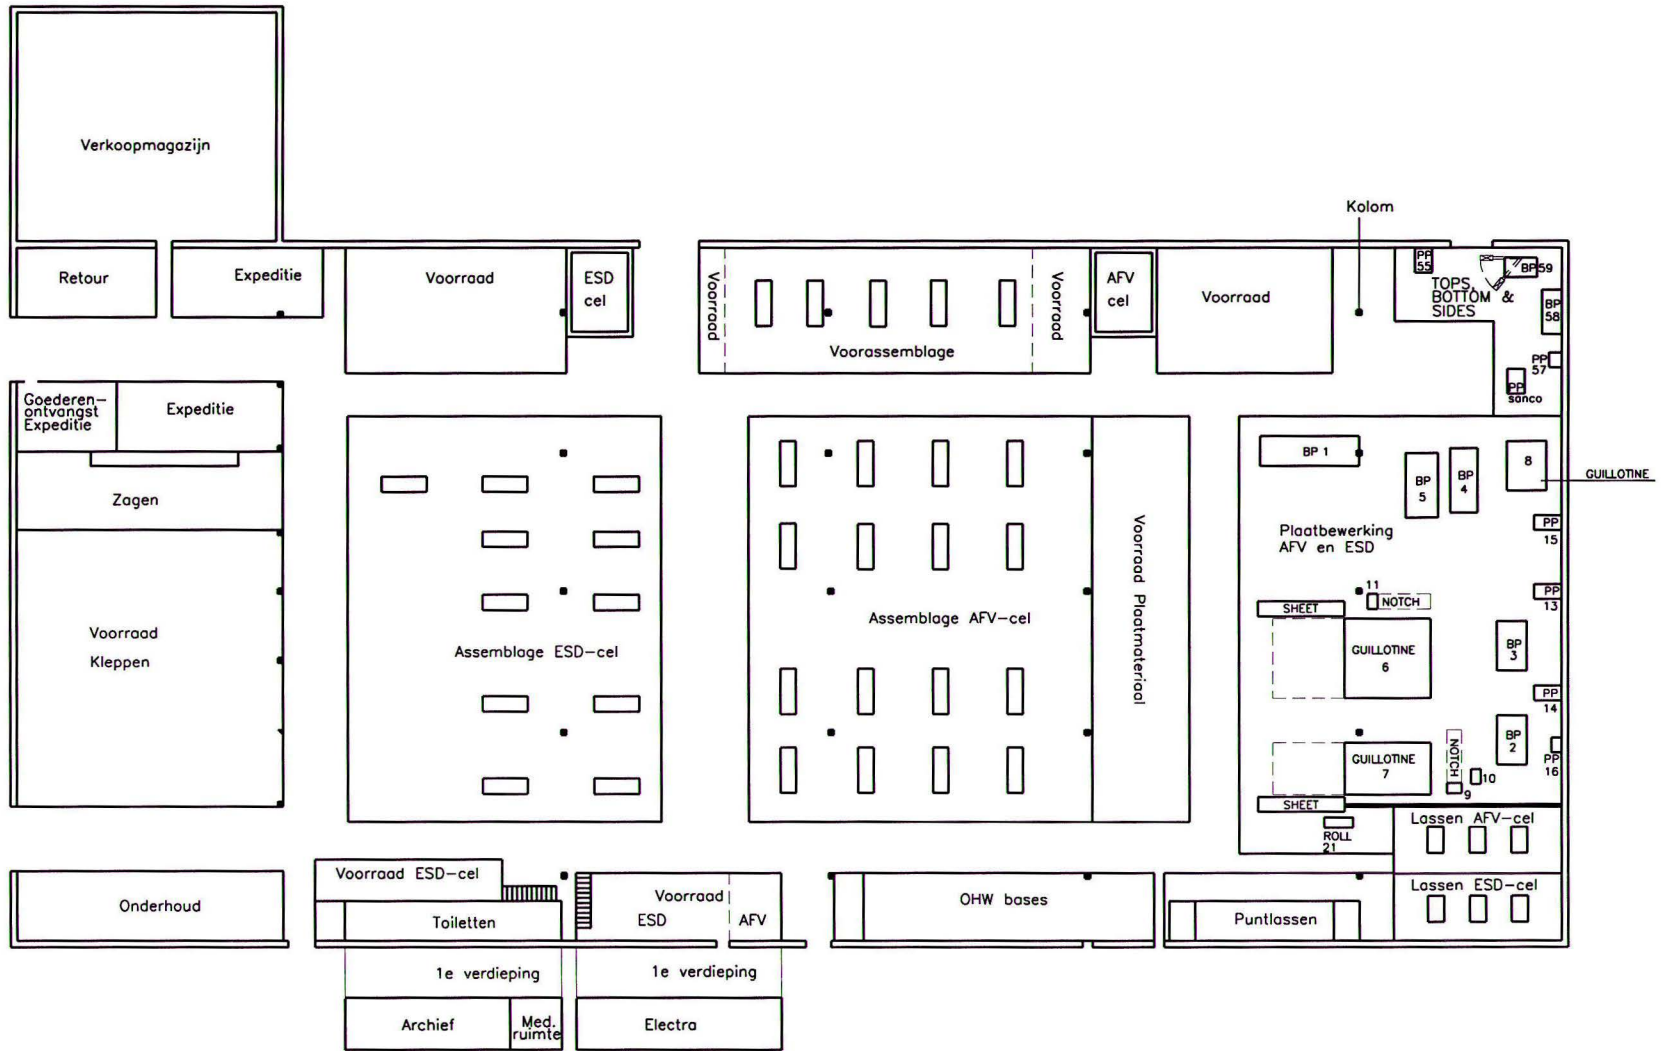 Verkoopmagazijn
Kolom
Retour
Expeditie
Voorraad
ESD
cel
Voorraad
Voorassemblage
Voorraad
AFV
cel
Voorraad
PP
55
BP59
TOPS,
BOTTOM &
SIDES
BP
58
PP
57
PP
sanco
Goederen-
ontvangst
Expeditie
Expeditie
Zagen
Voorraad
Kleppen
Assemblage ESD-cel
Assemblage AFV-cel
Voorraad Plaatmateriaal
BP 1
BP
5
BP
4
8
GUILLOTINE
PP
15
Plaatbewerking
AFV en ESD
11
NOTCH
PP
13
SHEET
GUILLOTINE
6
BP
3
PP
14
BP
2
NOTCH
GUILLOTINE
7
PP
16
10
9
SHEET
ROLL
21
Lassen AFV-cel
Lassen ESD-cel
Onderhoud
Voorraad ESD-cel
Toiletten
Voorraad
ESD
AFV
OHW bases
Puntlassen
1e verdieping
1e verdieping
Archief
Med.
ruimte
Electra